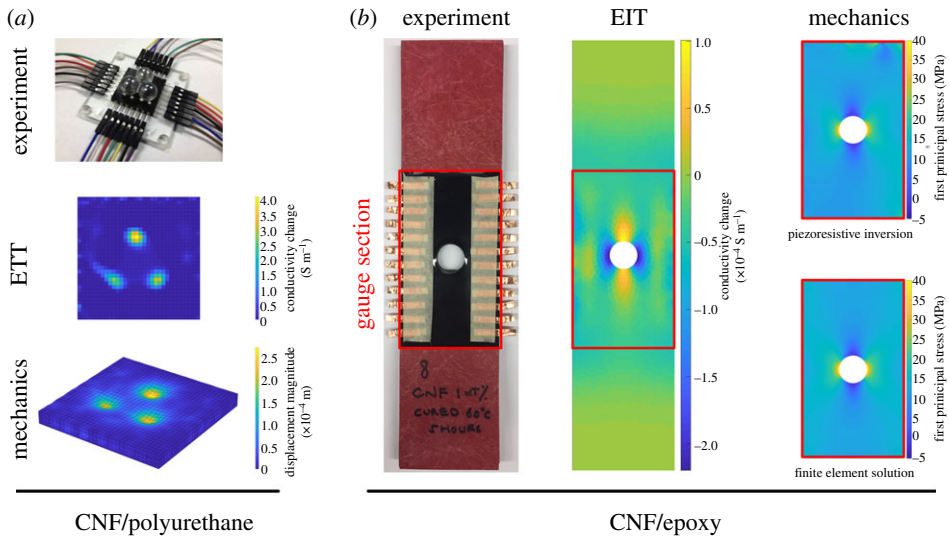 (a)
experiment
4.0
3.5
3.0
2.5
2.0
1.5
1.0
0.5
0
conductivity change
(S m⁻¹)
ETT
2.5
2.0
1.5
1.0
0.5
0
displacement magnitude
(×10⁻⁴ m)
mechanics
CNF/polyurethane
(b)
experiment
EIT
mechanics
gauge section
8
CNF 1 WT%
CURED 60°C
5 HOURS
1.0
0.5
0
−0.5
−1.0
−1.5
−2.0
conductivity change
(×10⁻⁴ S m⁻¹)
40
35
30
25
20
15
10
5
0
−5
first prinicipal stress (MPa)
piezoresistive inversion
40
35
30
25
20
15
10
5
0
−5
first prinicipal stress (MPa)
finite element solution
CNF/epoxy